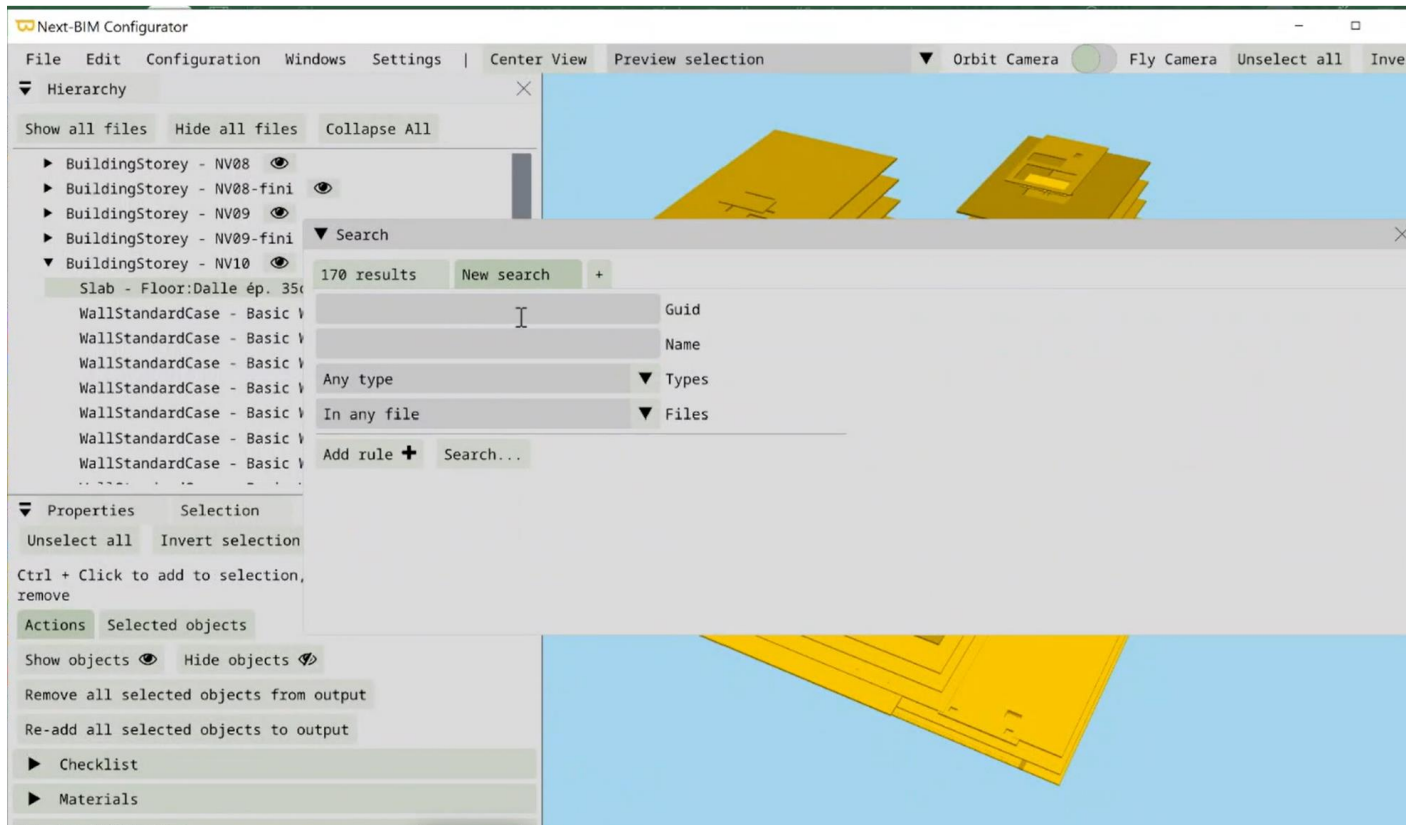 Next-BIM Configurator
File Edit Configuration Windows Settings | Center View Preview selection Orbit Camera Fly Camera Unselect all Inve
Hierarchy
Show all files Hide all files Collapse All
BuildingStorey - NV08
BuildingStorey - NV08-fini
BuildingStorey - NV09
BuildingStorey - NV09-fini
BuildingStorey - NV10
Slab - Floor:Dalle ép. 35c
WallStandardCase - Basic W
WallStandardCase - Basic W
WallStandardCase - Basic W
WallStandardCase - Basic W
WallStandardCase - Basic W
WallStandardCase - Basic W
WallStandardCase - Basic W
Search
170 results New search +
Guid
Name
Any type Types
In any file Files
Add rule + Search...
Properties Selection
Unselect all Invert selection
Ctrl + Click to add to selection,
remove
Actions Selected objects
Show objects Hide objects
Remove all selected objects from output
Re-add all selected objects to output
Checklist
Materials